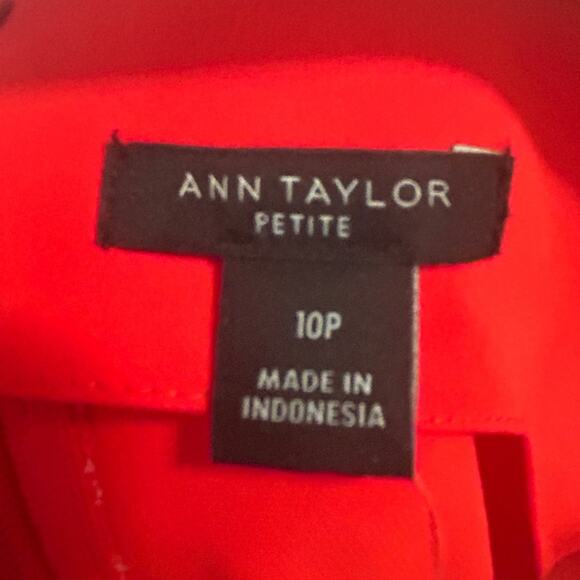 ANN TAYLOR
PETITE
10P
MADE IN
INDONESIA